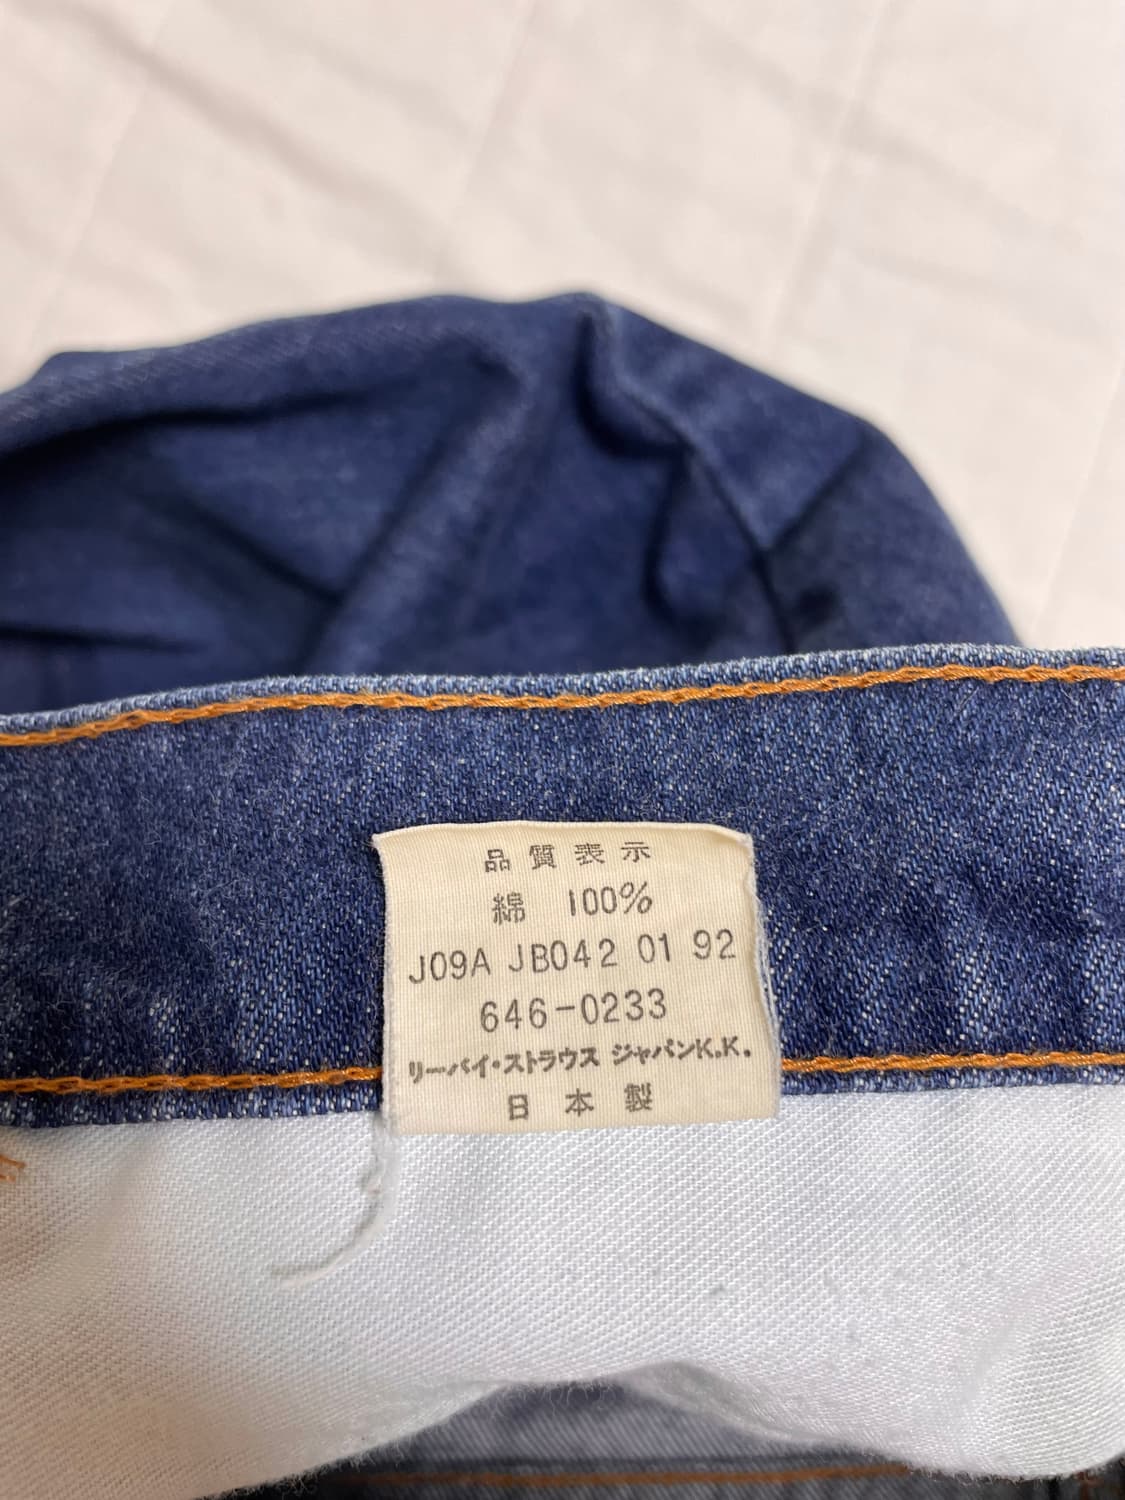 品質表示
綿 100%
J09A JB042 01 92
646-0233
リーバイ・ストラウス ジャパンK.K.
日本製